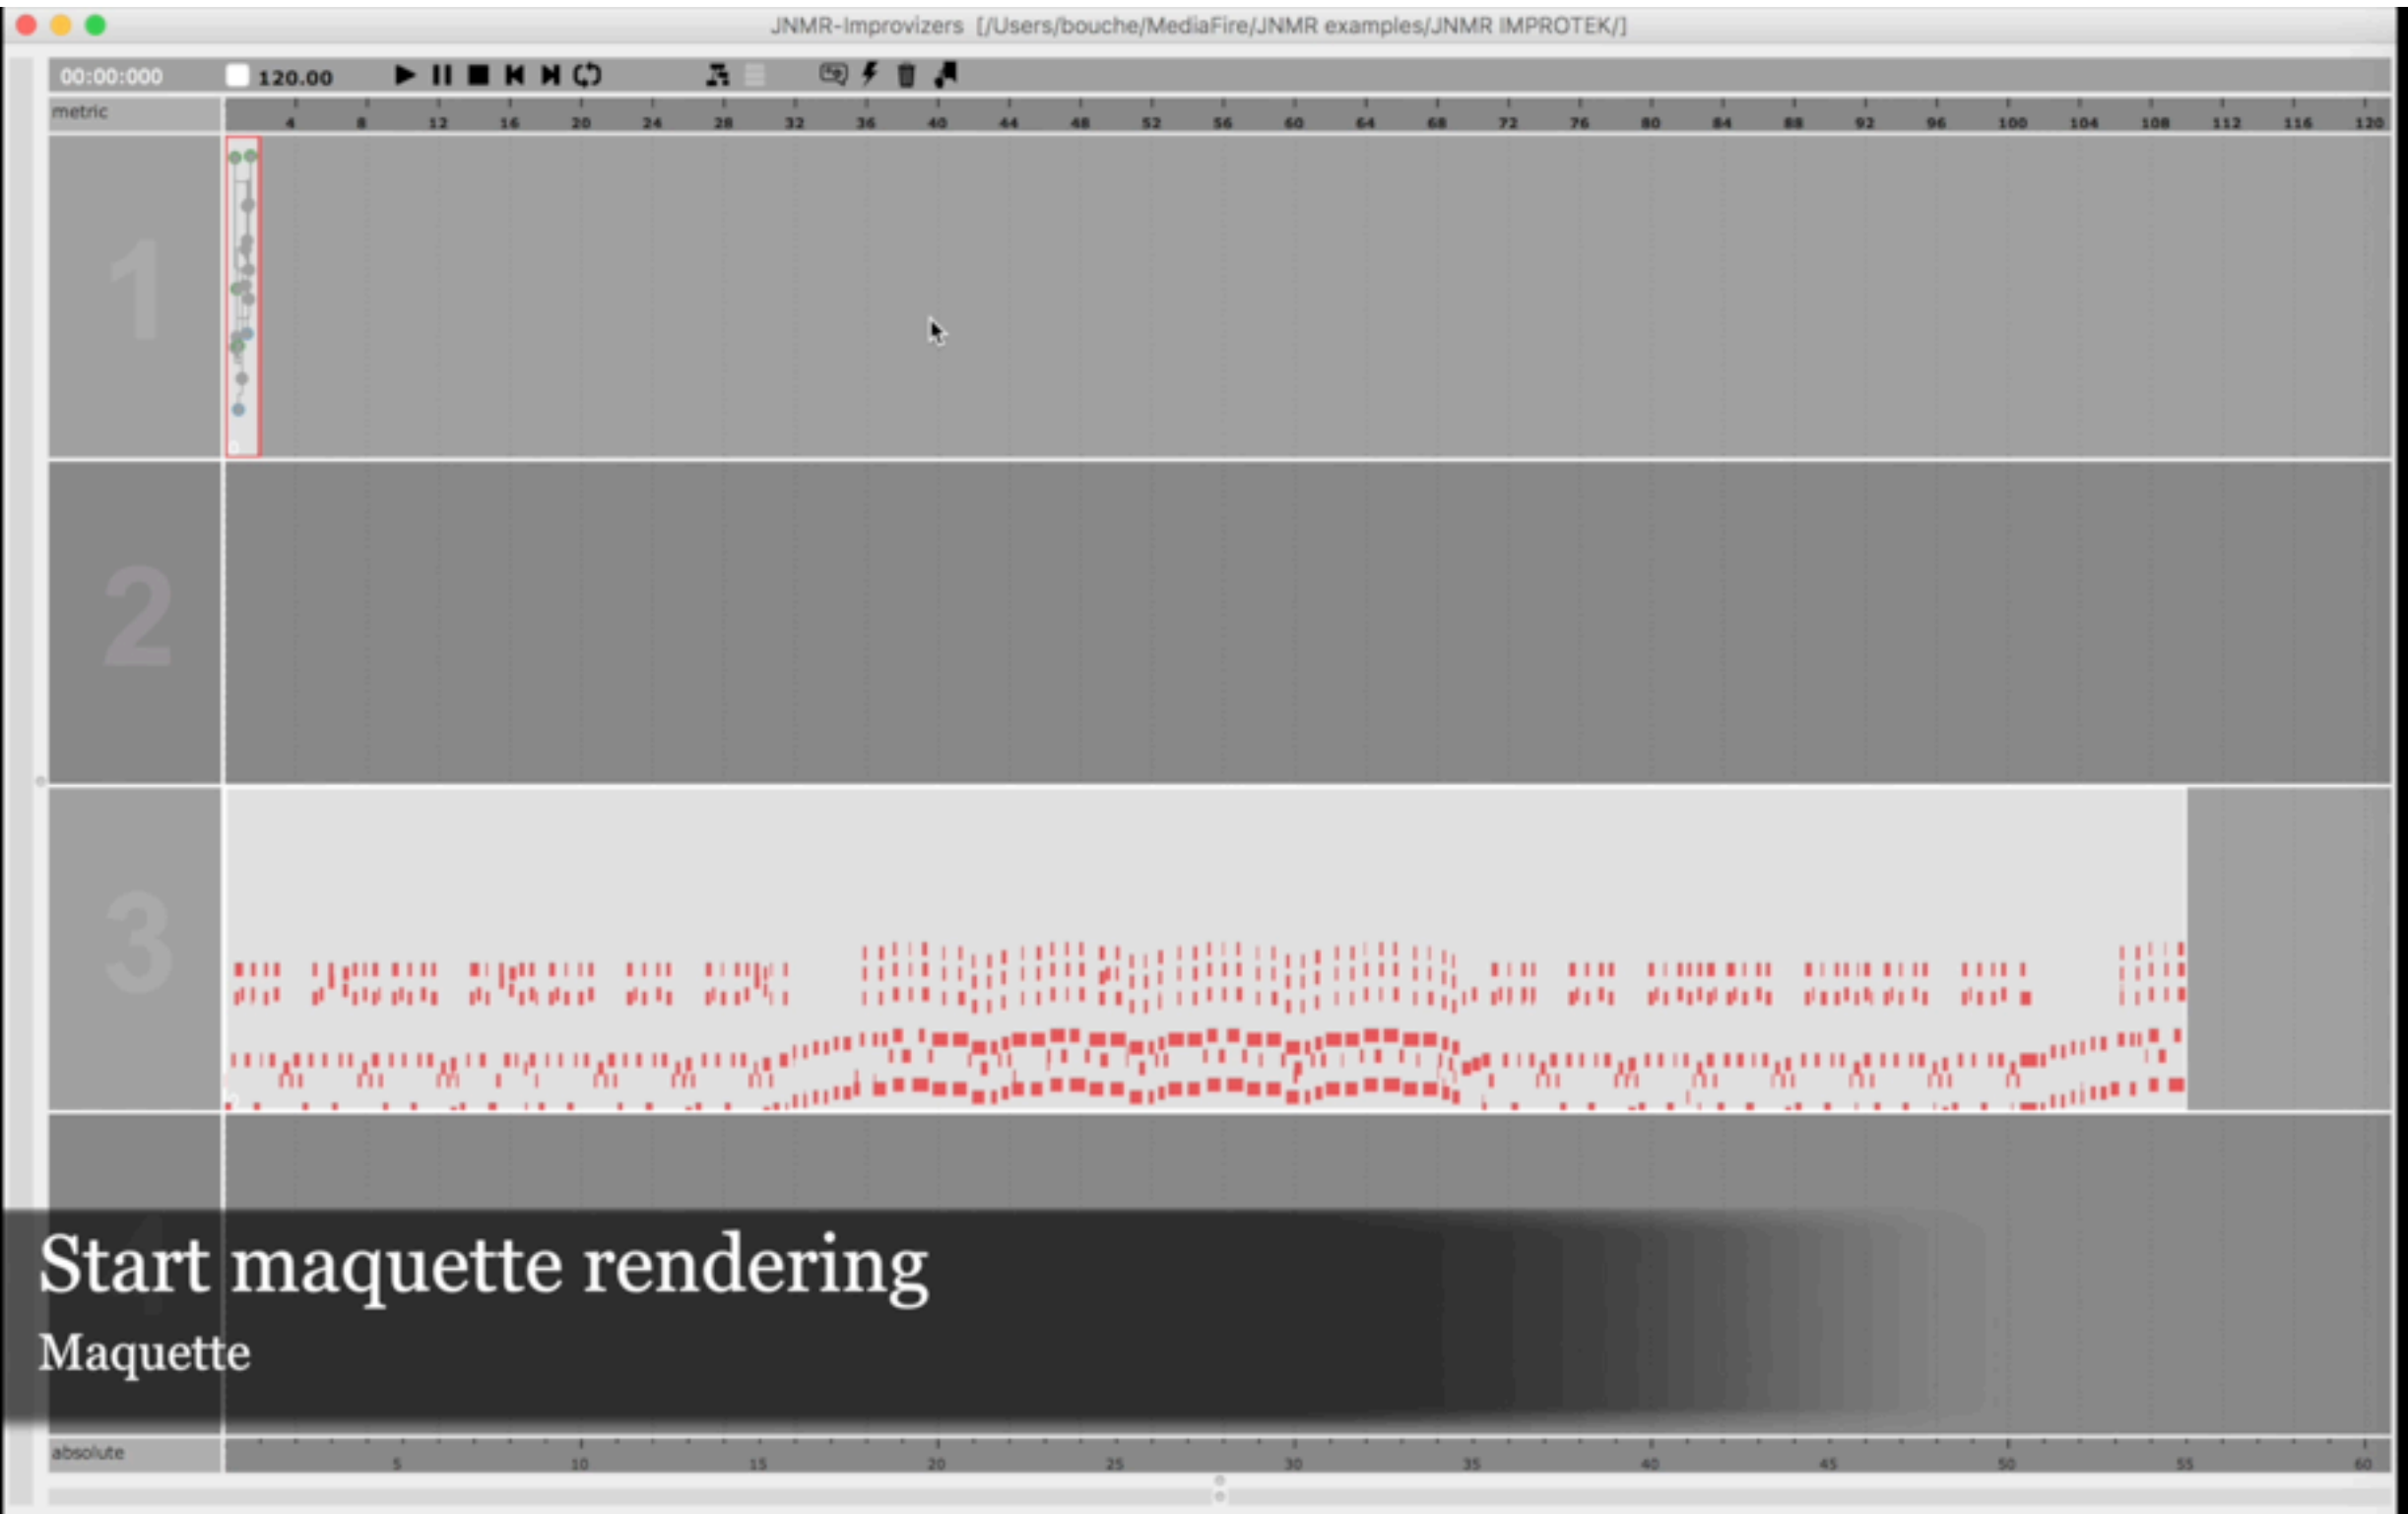 JNMR-Improvizers [/Users/bouche/MediaFire/JNMR examples/JNMR IMPROTEK/]
00:00:000 120.00
metric 4 8 12 16 20 24 28 32 36 40 44 48 52 56 60 64 68 72 76 80 84 88 92 96 100 104 108 112 116 120
1
2
3
4
Start maquette rendering
Maquette
absolute 5 10 15 20 25 30 35 40 45 50 55 60